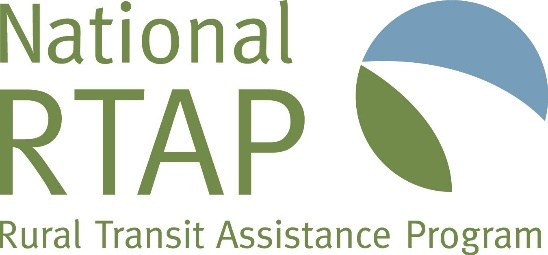 National
RTAP
Rural Transit Assistance Program